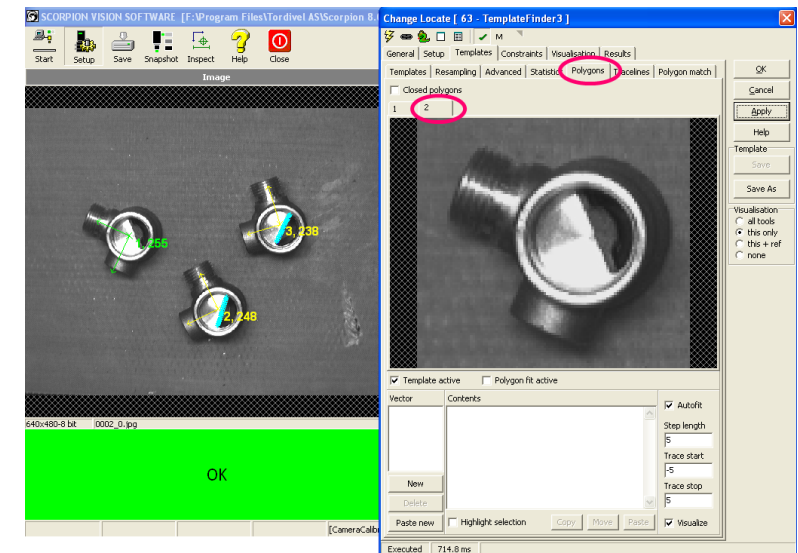 SCORPION VISION SOFTWARE [F:\Program Files\Tordivel AS\Scorpion 8.
Start Setup Save Snapshot Inspect Help Close
Image
1, 255
3, 238
2, 248
640x480-8 bit 0002_0.jpg
OK
[CameraCalib
Change Locate [ 63 - TemplateFinder3 ]
M
General Setup Templates Constraints Visualisation Results
Templates Resampling Advanced Statistic Polygons Tracelines Polygon match
Closed polygons
1 2
Template active Polygon fit active
Vector Contents
Autofit
Step length
5
Trace start
-5
Trace stop
5
New
Delete
Paste new Highlight selection Copy Move Paste Visualize
Executed 714.8 ms
OK
Cancel
Apply
Help
Template
Save
Save As
Visualisation
all tools
this only
this + ref
none